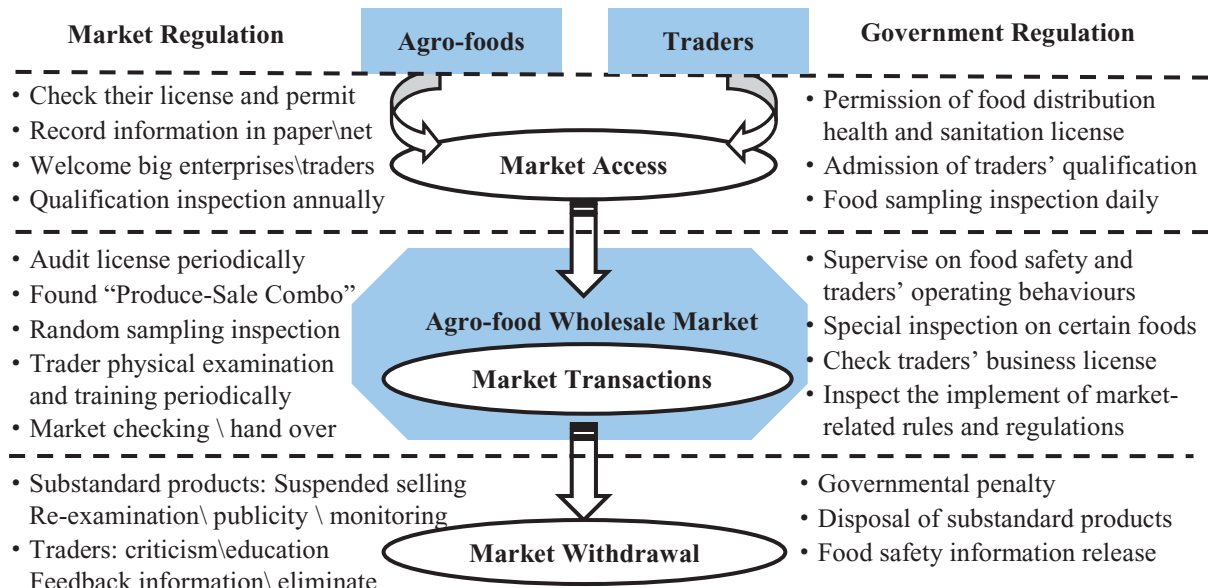 Market Regulation
Agro-foods
Traders
Government Regulation
• Check their license and permit
• Record information in paper\net
• Welcome big enterprises\traders
• Qualification inspection annually
Market Access
• Permission of food distribution
health and sanitation license
• Admission of traders’ qualification
• Food sampling inspection daily
• Audit license periodically
• Found “Produce-Sale Combo”
• Random sampling inspection
• Trader physical examination
and training periodically
• Market checking \ hand over
Agro-food Wholesale Market
Market Transactions
• Supervise on food safety and
traders’ operating behaviours
• Special inspection on certain foods
• Check traders’ business license
• Inspect the implement of market-
related rules and regulations
• Substandard products: Suspended selling
Re-examination\ publicity \ monitoring
• Traders: criticism\education
Feedback information\ eliminate
Market Withdrawal
• Governmental penalty
• Disposal of substandard products
• Food safety information release